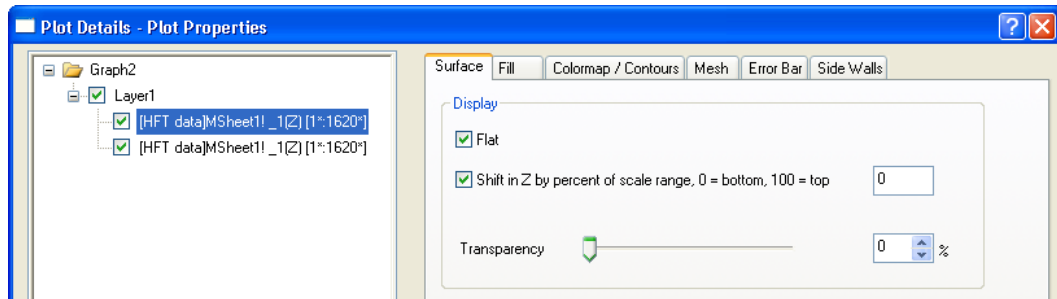 Plot Details - Plot Properties
Graph2
Layer1
[HFT data]MSheet1! _1(Z) [1*:1620*]
[HFT data]MSheet1! _1(Z) [1*:1620*]
Surface Fill Colormap / Contours Mesh Error Bar Side Walls
Display
Flat
Shift in Z by percent of scale range, 0 = bottom, 100 = top 0
Transparency 0 %